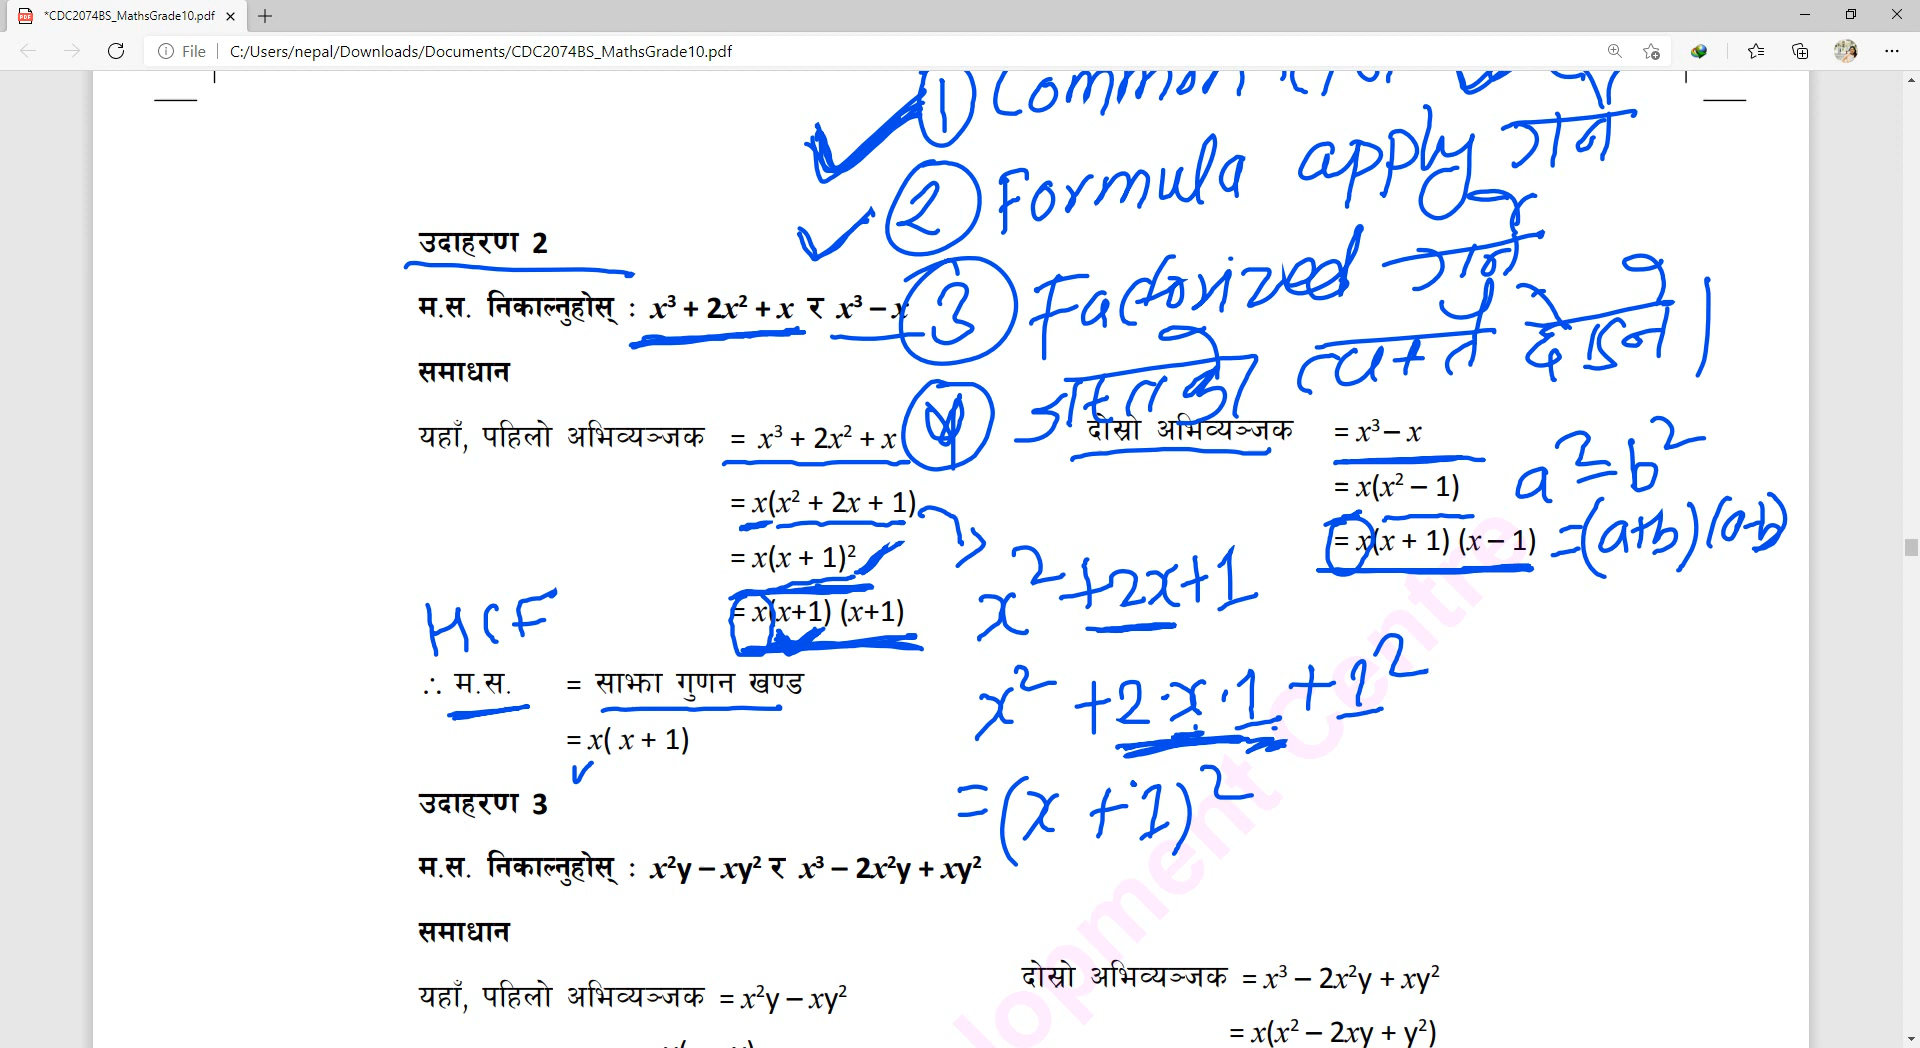 *CDC2074BS_MathsGrade10.pdf
File | C:/Users/nepal/Downloads/Documents/CDC2074BS_MathsGrade10.pdf
① Common
② Formula apply गर्ने
③ Factorized गर्ने
④
उदाहरण 2
म.स. निकाल्नुहोस् : x³ + 2x² + x र x³ – x
समाधान
यहाँ, पहिलो अभिव्यञ्जक = x³ + 2x² + x
= x(x² + 2x + 1)
= x(x + 1)²
= x(x+1) (x+1)
दोस्रो अभिव्यञ्जक = x³ – x
= x(x² – 1)
= x(x + 1) (x – 1)
a² – b²
= (a+b) (a-b)
x² + 2x + 1
x² + 2·x·1 + 1²
= (x + 1)²
HCF
∴ म.स. = साझा गुणन खण्ड
= x( x + 1)
उदाहरण 3
म.स. निकाल्नुहोस् : x²y – xy² र x³ – 2x²y + xy²
समाधान
यहाँ, पहिलो अभिव्यञ्जक = x²y – xy²
दोस्रो अभिव्यञ्जक = x³ – 2x²y + xy²
= x(x² – 2xy + y²)
lopment Centre